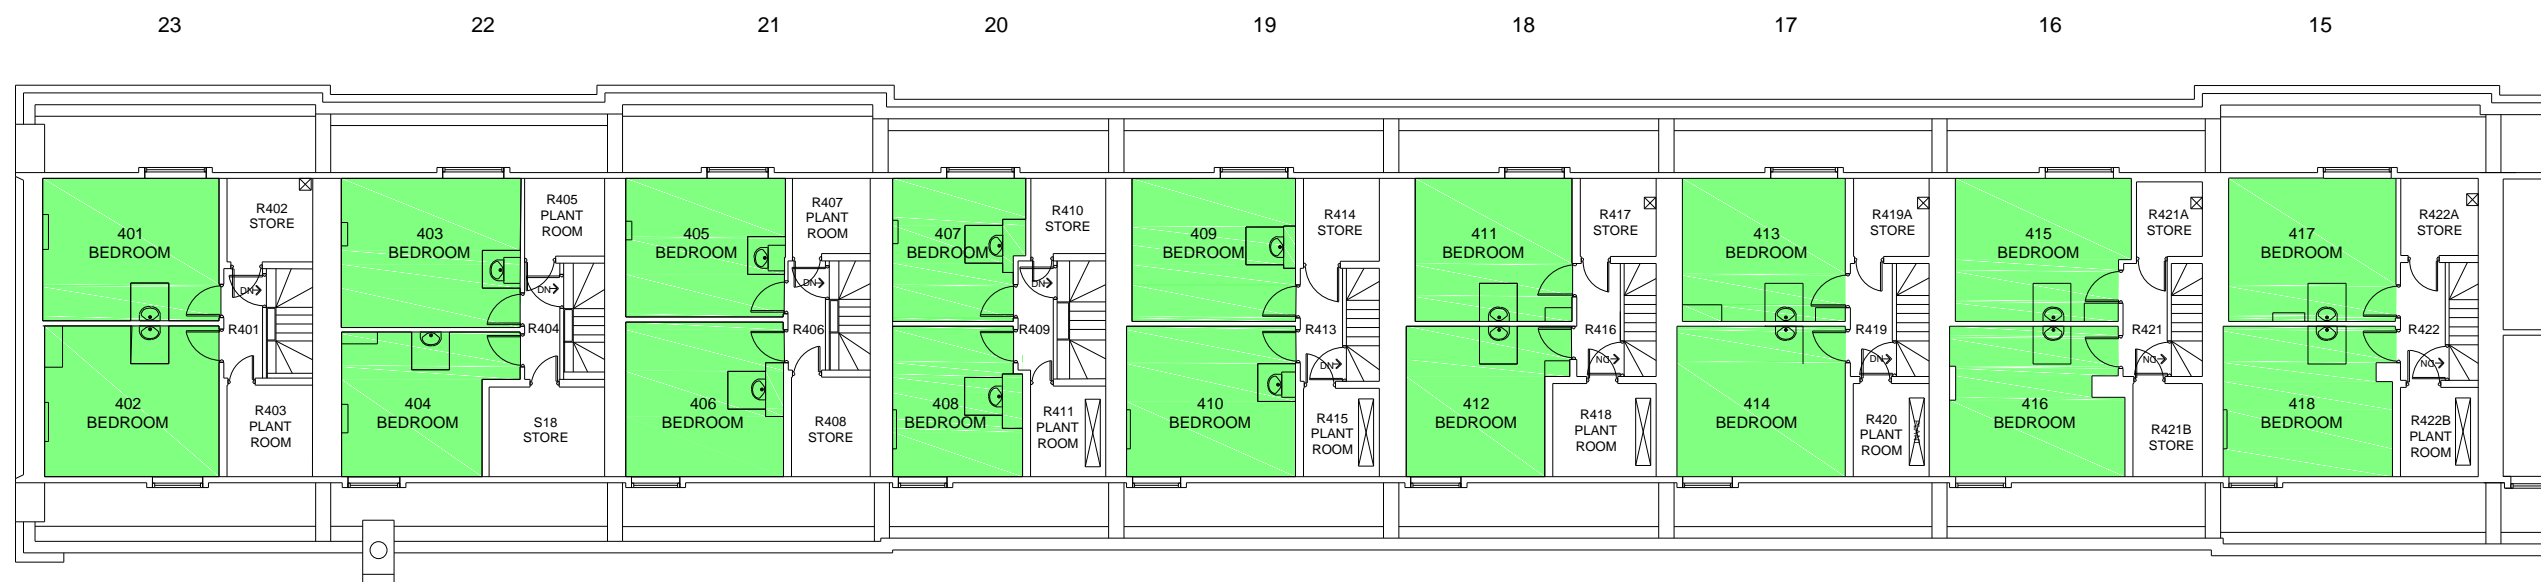 23 22 21 20 19 18 17 16 15
401
BEDROOM
R402
STORE
DN
R401
402
BEDROOM
R403
PLANT
ROOM
403
BEDROOM
R405
PLANT
ROOM
DN
R404
404
BEDROOM
S18
STORE
405
BEDROOM
R407
PLANT
ROOM
DN
R406
406
BEDROOM
R408
STORE
407
BEDROOM
R410
STORE
DN
R409
408
BEDROOM
R411
PLANT
ROOM
409
BEDROOM
R414
STORE
R413
DN
410
BEDROOM
R415
PLANT
ROOM
411
BEDROOM
R417
STORE
R416
NG
412
BEDROOM
R418
PLANT
ROOM
413
BEDROOM
R419A
STORE
R419
DN
414
BEDROOM
R420
PLANT
ROOM
415
BEDROOM
R421A
STORE
R421
NG
416
BEDROOM
R421B
STORE
417
BEDROOM
R422A
STORE
R422
NG
418
BEDROOM
R422B
PLANT
ROOM